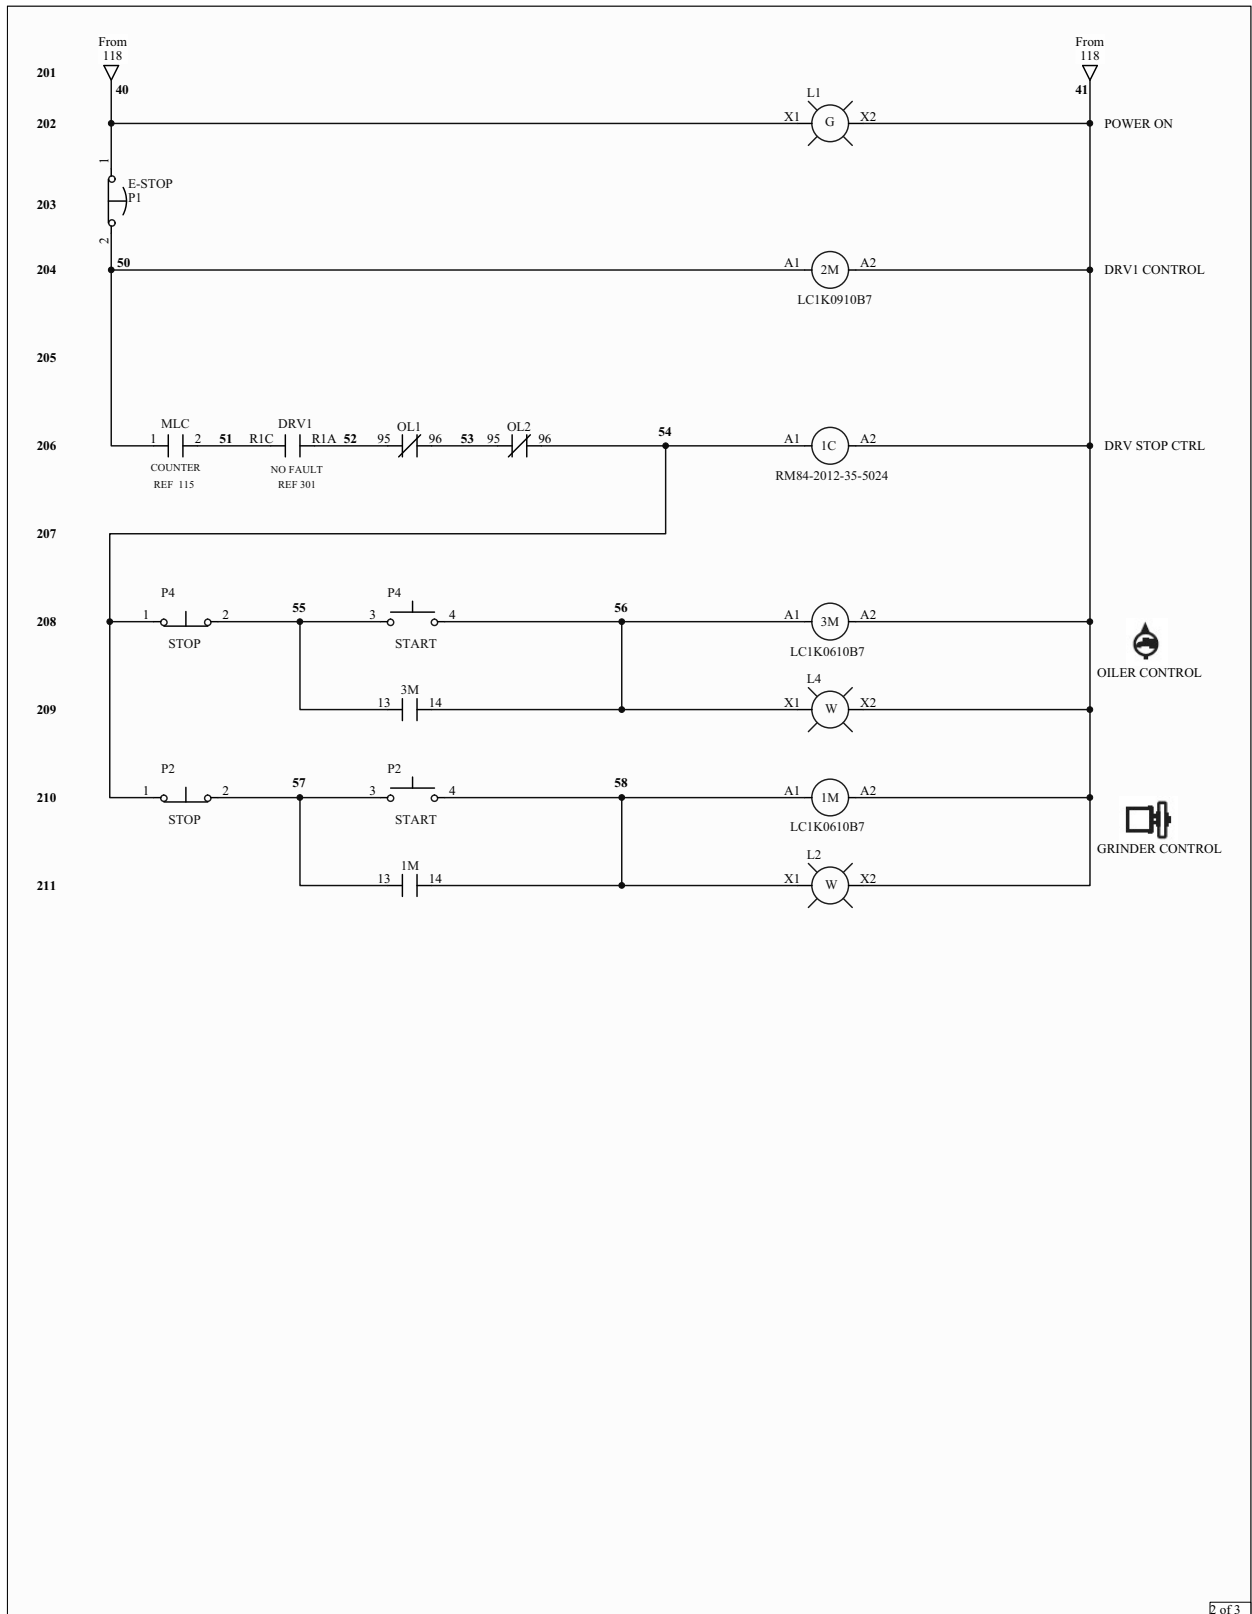 From
118
From
118
201
40
41
L1
202
X1
G
X2
POWER ON
1
E-STOP
P1
203
2
50
204
A1
2M
A2
DRV1 CONTROL
LC1K0910B7
205
MLC
DRV1
OL1
OL2
54
206
1
2
51
R1C
R1A
52
95
96
53
95
96
A1
1C
A2
DRV STOP CTRL
COUNTER
REF 115
NO FAULT
REF 301
RM84-2012-35-5024
207
P4
P4
208
1
2
55
3
4
56
A1
3M
A2
STOP
START
LC1K0610B7
OILER CONTROL
3M
L4
209
13
14
X1
W
X2
P2
P2
210
1
2
57
3
4
58
A1
1M
A2
STOP
START
LC1K0610B7
GRINDER CONTROL
1M
L2
211
13
14
X1
W
X2
2 of 3